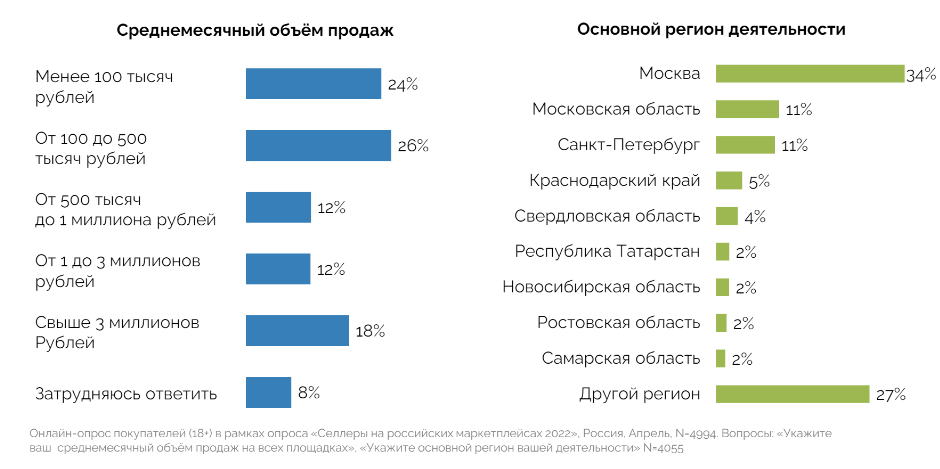 Среднемесячный объём продаж
Менее 100 тысяч
рублей
24%
От 100 до 500
тысяч рублей
26%
От 500 тысяч
до 1 миллиона рублей
12%
От 1 до 3 миллионов
рублей
12%
Свыше 3 миллионов
Рублей
18%
Затрудняюсь ответить
8%
Основной регион деятельности
Москва 34%
Московская область 11%
Санкт-Петербург 11%
Краснодарский край 5%
Свердловская область 4%
Республика Татарстан 2%
Новосибирская область 2%
Ростовская область 2%
Самарская область 2%
Другой регион 27%
Онлайн-опрос покупателей (18+) в рамках опроса «Селлеры на российских маркетплейсах 2022», Россия, Апрель, N=4994. Вопросы: «Укажите
ваш среднемесячный объём продаж на всех площадках». «Укажите основной регион вашей деятельности» N=4055